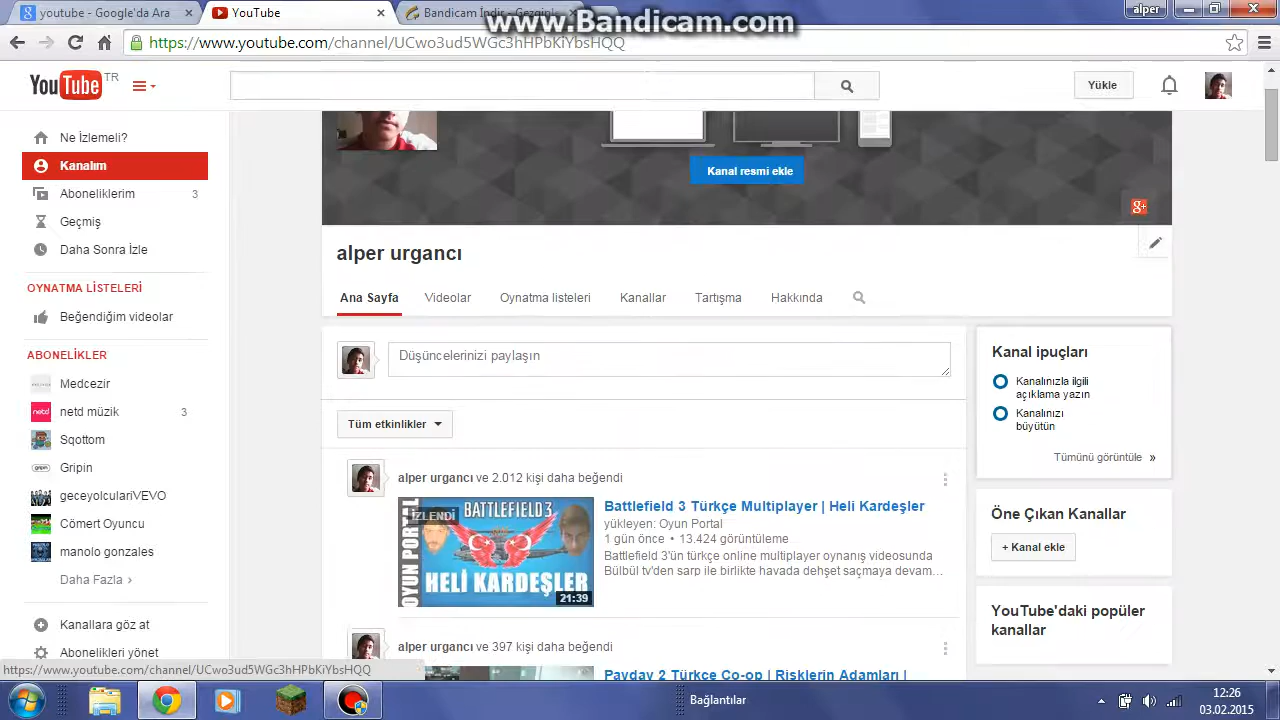 youtube - Google'da Ara
YouTube
Bandicam İndir - Gezginle
www.Bandicam.com
alper
https://www.youtube.com/channel/UCwo3ud5WGc3hHPbKiYbsHQQ
YouTube TR
Yükle
Ne İzlemeli?
Kanalım
Aboneliklerim 3
Geçmiş
Daha Sonra İzle
OYNATMA LİSTELERİ
Beğendiğim videolar
ABONELİKLER
Medcezir
netd netd müzik 3
Sqottom
gripin Gripin
geceyolculariVEVO
Cömert Oyuncu
manolo gonzales
Daha Fazla ›
Kanallara göz at
Abonelikleri yönet
Kanal resmi ekle
g+
alper urgancı
Ana Sayfa Videolar Oynatma listeleri Kanallar Tartışma Hakkında
Düşüncelerinizi paylaşın
Tüm etkinlikler
alper urgancı ve 2.012 kişi daha beğendi
İZLENDİ
OYUN PORTAL
BATTLEFIELD 3
HELİ KARDEŞLER
21:39
Battlefield 3 Türkçe Multiplayer | Heli Kardeşler
yükleyen: Oyun Portal
1 gün önce • 13.424 görüntüleme
Battlefield 3'ün türkçe online multiplayer oynanış videosunda
Bülbül tv'den sarp ile birlikte havada dehşet saçmaya devam...
alper urgancı ve 397 kişi daha beğendi
Payday 2 Türkçe Co-op | Risklerin Adamları |
Kanal ipuçları
Kanalınızla ilgili
açıklama yazın
Kanalınızı
büyütün
Tümünü görüntüle »
Öne Çıkan Kanallar
+ Kanal ekle
YouTube'daki popüler
kanallar
https://www.youtube.com/channel/UCwo3ud5WGc3hHPbKiYbsHQQ
Bağlantılar
12:26
03.02.2015